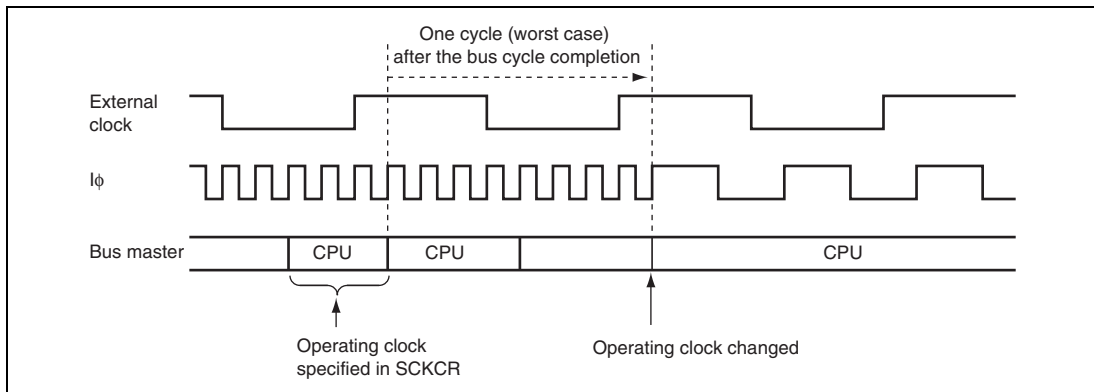 One cycle (worst case)
after the bus cycle completion
External
clock
Iϕ
Bus master
CPU
CPU
CPU
Operating clock
specified in SCKCR
Operating clock changed